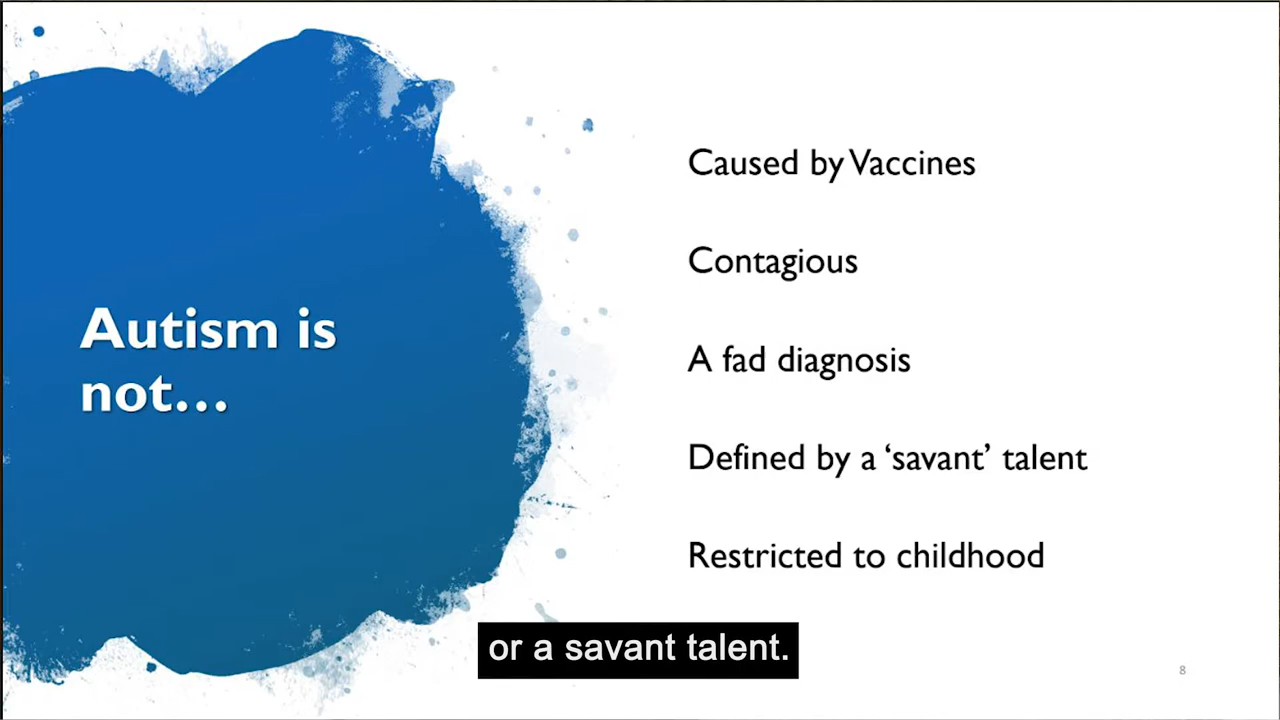 Autism is
not...
Caused by Vaccines
Contagious
A fad diagnosis
Defined by a ‘savant’ talent
Restricted to childhood
or a savant talent.
8